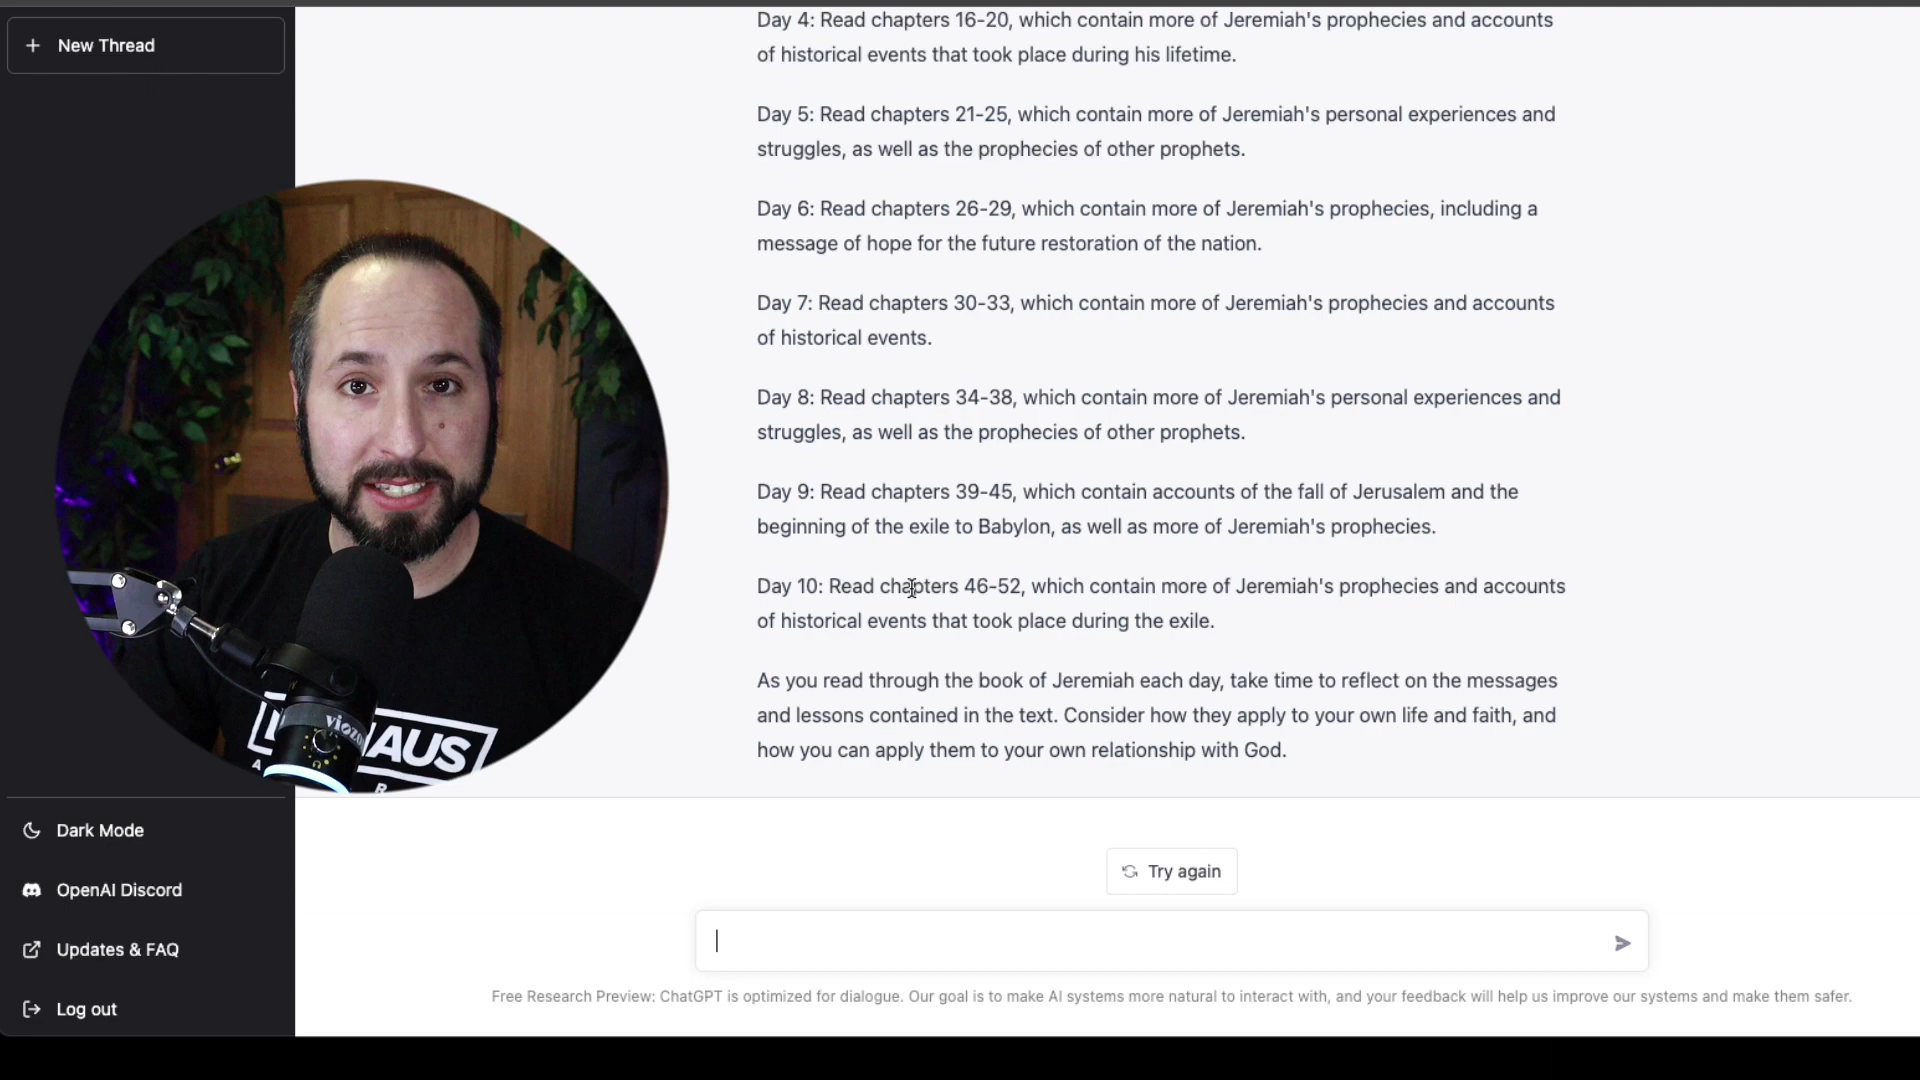 New Thread
Day 4: Read chapters 16-20, which contain more of Jeremiah's prophecies and accounts
of historical events that took place during his lifetime.
Day 5: Read chapters 21-25, which contain more of Jeremiah's personal experiences and
struggles, as well as the prophecies of other prophets.
Day 6: Read chapters 26-29, which contain more of Jeremiah's prophecies, including a
message of hope for the future restoration of the nation.
Day 7: Read chapters 30-33, which contain more of Jeremiah's prophecies and accounts
of historical events.
Day 8: Read chapters 34-38, which contain more of Jeremiah's personal experiences and
struggles, as well as the prophecies of other prophets.
Day 9: Read chapters 39-45, which contain accounts of the fall of Jerusalem and the
beginning of the exile to Babylon, as well as more of Jeremiah's prophecies.
Day 10: Read chapters 46-52, which contain more of Jeremiah's prophecies and accounts
of historical events that took place during the exile.
As you read through the book of Jeremiah each day, take time to reflect on the messages
and lessons contained in the text. Consider how they apply to your own life and faith, and
how you can apply them to your own relationship with God.
Dark Mode
OpenAI Discord
Updates & FAQ
Log out
Try again
Free Research Preview: ChatGPT is optimized for dialogue. Our goal is to make AI systems more natural to interact with, and your feedback will help us improve our systems and make them safer.